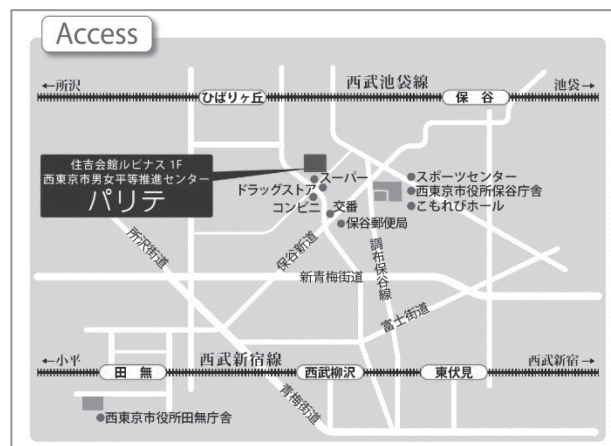 Access
←所沢
西武池袋線
池袋→
ひばりヶ丘
保谷
住吉会館ルピナス 1F
西東京市男女平等推進センター
パリテ
スーパー
ドラッグストア
コンビニ
交番
保谷郵便局
スポーツセンター
西東京市役所保谷庁舎
こもれびホール
所沢街道
保谷新道
調布保谷線
新青梅街道
富士街道
←小平
西武新宿線
西武新宿→
田無
西武柳沢
東伏見
青梅街道
西東京市役所田無庁舎